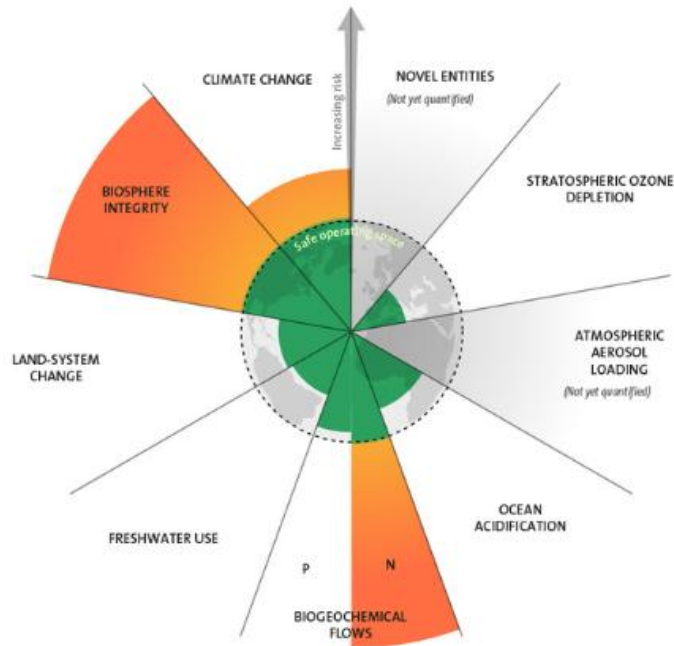 CLIMATE CHANGE
Increasing risk
NOVEL ENTITIES
(Not yet quantified)
STRATOSPHERIC OZONE
DEPLETION
BIOSPHERE
INTEGRITY
Safe operating space
ATMOSPHERIC
AEROSOL
LOADING
(Not yet quantified)
LAND-SYSTEM
CHANGE
OCEAN
ACIDIFICATION
FRESHWATER USE
P
N
BIOGEOCHEMICAL
FLOWS